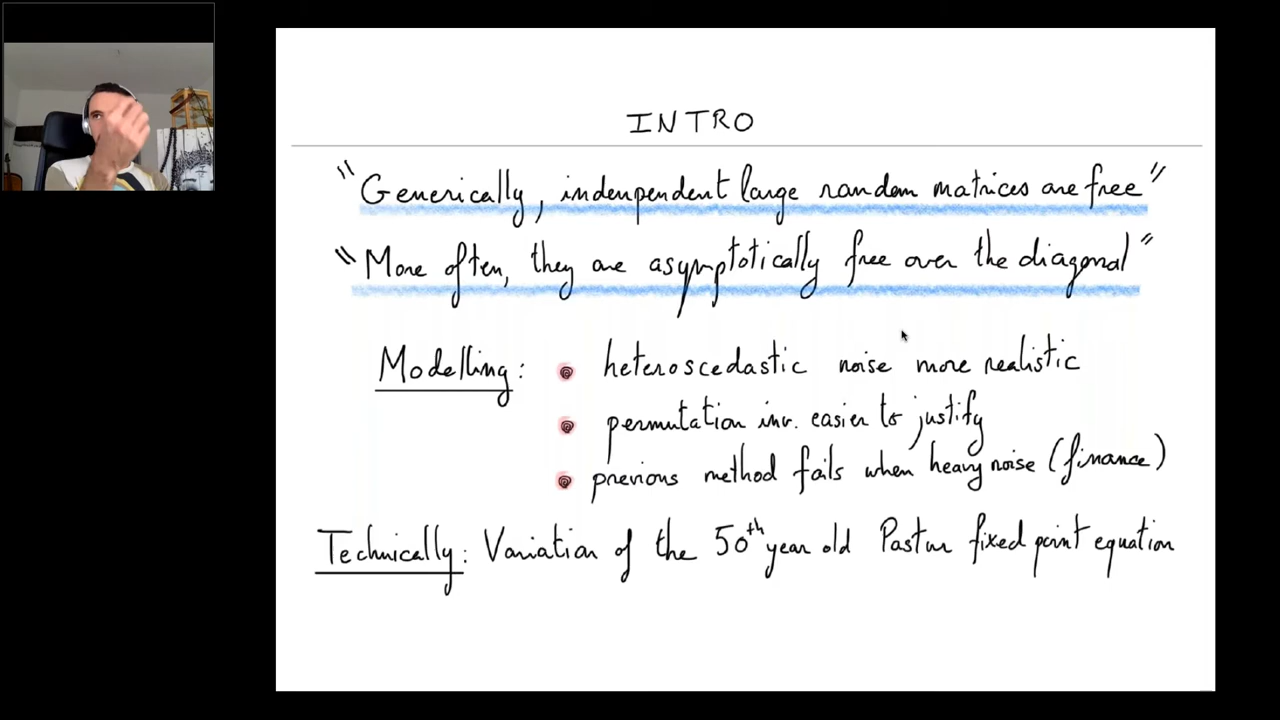 INTRO
"Generically, indenpendent large random matrices are free"
"More often, they are asymptotically free over the diagonal"
Modelling: heteroscedastic noise more realistic
permutation inv. easier to justify
previous method fails when heavy noise (finance)
Technically: Variation of the 50th year old Pastur fixed point equation